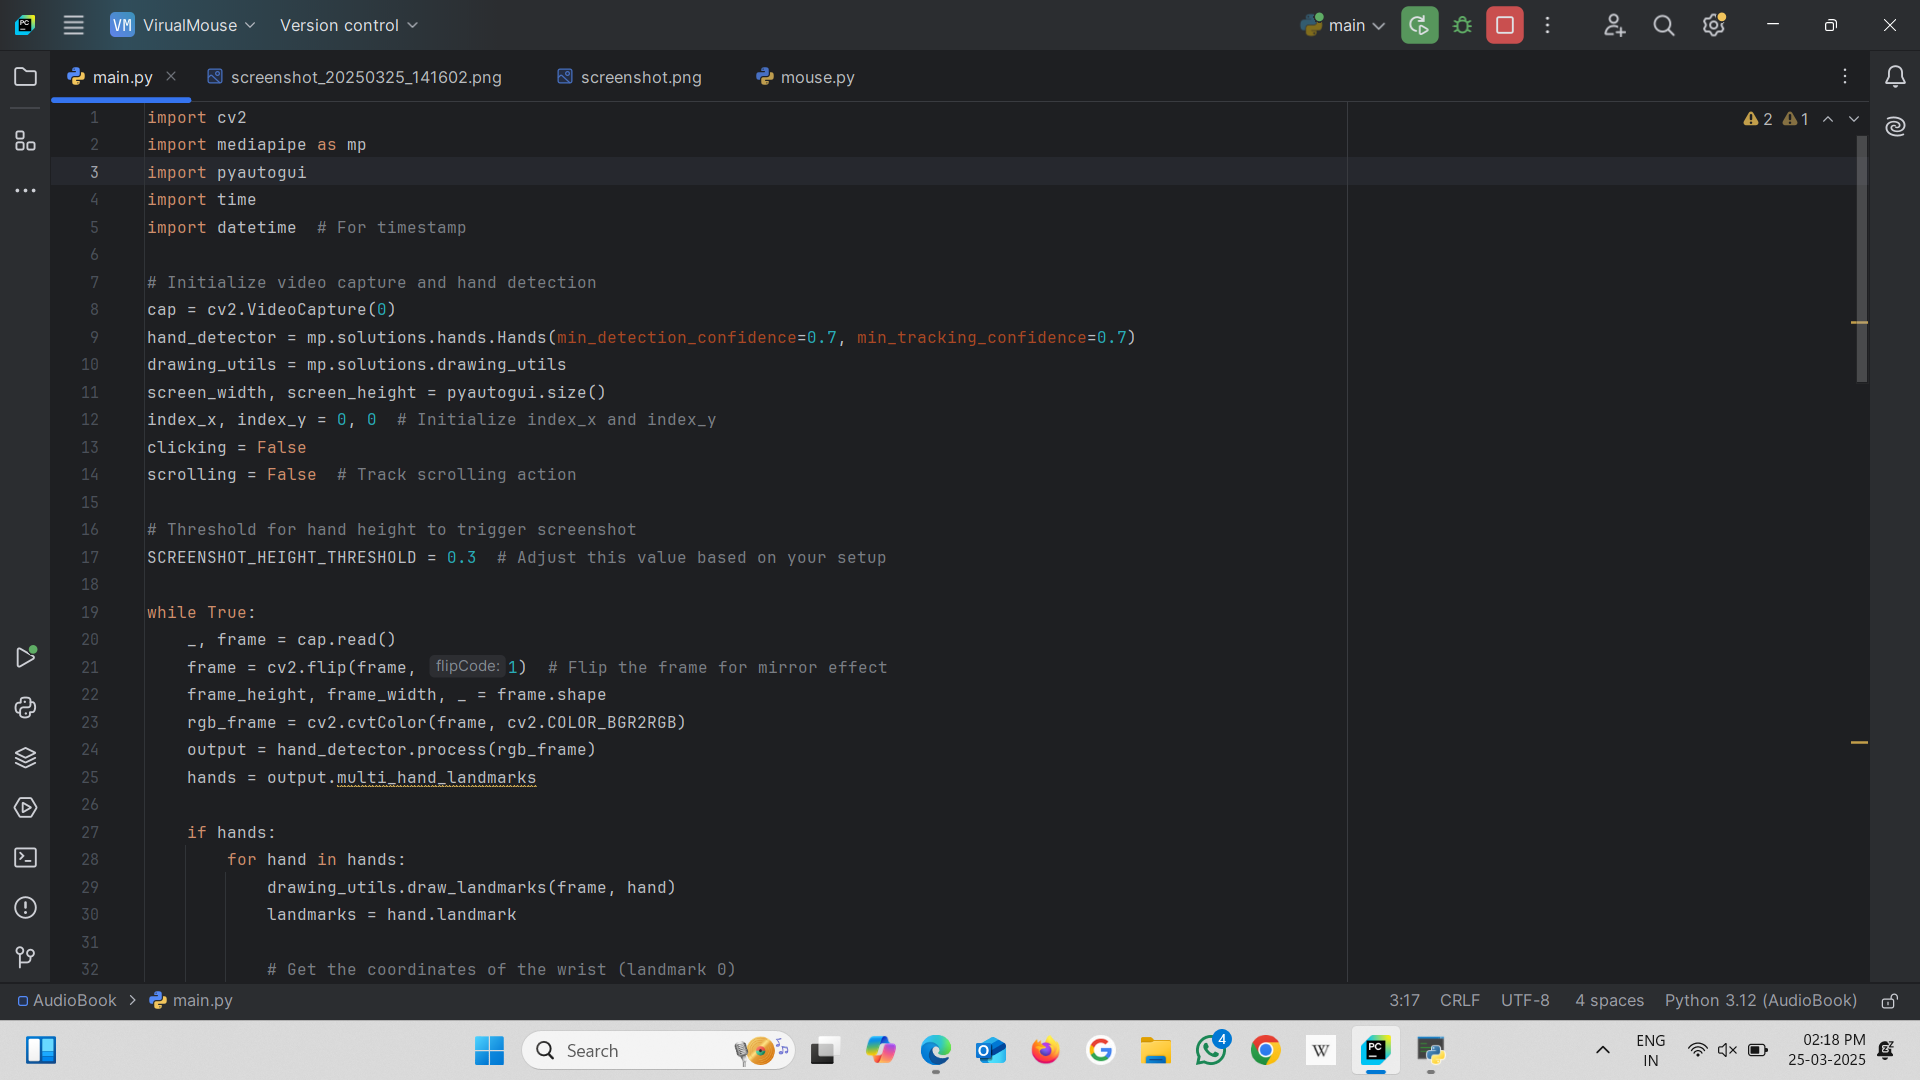 VM VirualMouse Version control main
main.py screenshot_20250325_141602.png screenshot.png mouse.py
2 1
1 import cv2
2 import mediapipe as mp
3 import pyautogui
4 import time
5 import datetime  # For timestamp
6
7 # Initialize video capture and hand detection
8 cap = cv2.VideoCapture(0)
9 hand_detector = mp.solutions.hands.Hands(min_detection_confidence=0.7, min_tracking_confidence=0.7)
10 drawing_utils = mp.solutions.drawing_utils
11 screen_width, screen_height = pyautogui.size()
12 index_x, index_y = 0, 0  # Initialize index_x and index_y
13 clicking = False
14 scrolling = False  # Track scrolling action
15
16 # Threshold for hand height to trigger screenshot
17 SCREENSHOT_HEIGHT_THRESHOLD = 0.3  # Adjust this value based on your setup
18
19 while True:
20     _, frame = cap.read()
21     frame = cv2.flip(frame, flipCode: 1)  # Flip the frame for mirror effect
22     frame_height, frame_width, _ = frame.shape
23     rgb_frame = cv2.cvtColor(frame, cv2.COLOR_BGR2RGB)
24     output = hand_detector.process(rgb_frame)
25     hands = output.multi_hand_landmarks
26
27     if hands:
28         for hand in hands:
29             drawing_utils.draw_landmarks(frame, hand)
30             landmarks = hand.landmark
31
32             # Get the coordinates of the wrist (landmark 0)
AudioBook > main.py 3:17 CRLF UTF-8 4 spaces Python 3.12 (AudioBook)
Search 4 W PC ENG 02:18 PM
IN 25-03-2025